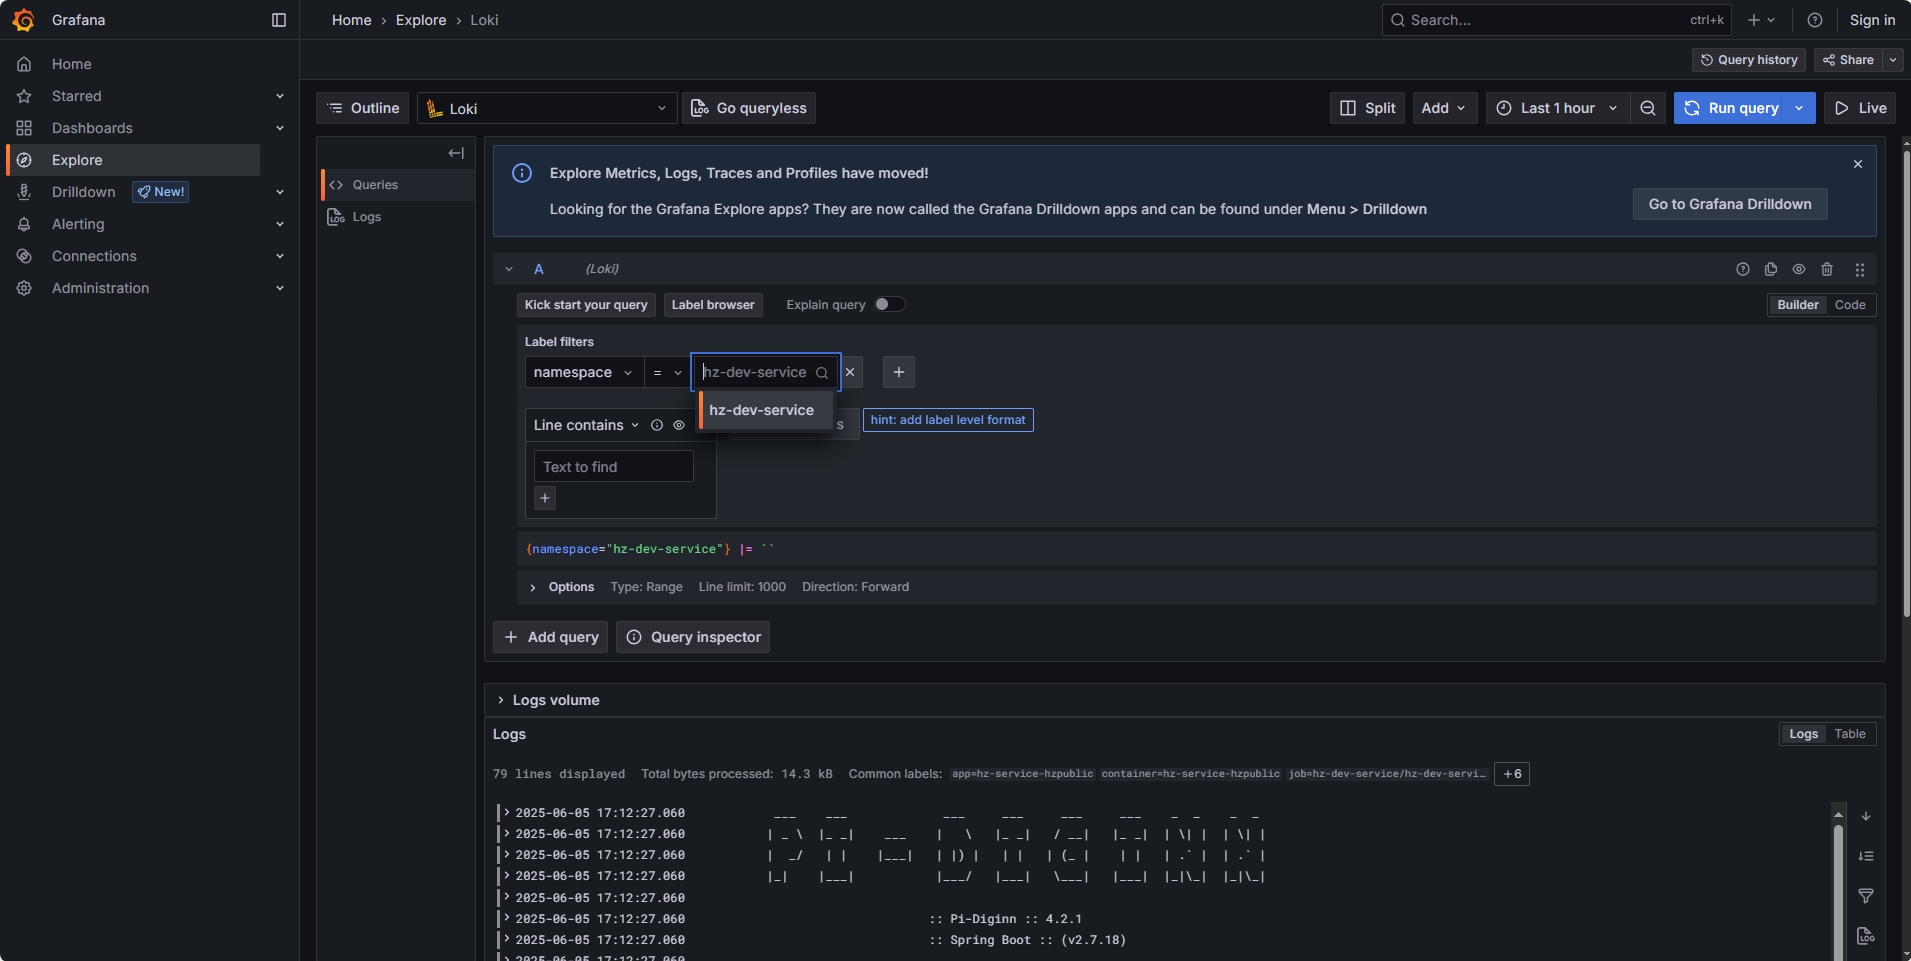 Grafana
Home › Explore › Loki
Search...
ctrl+k
Sign in
Home
Starred
Dashboards
Explore
Drilldown
New!
Alerting
Connections
Administration
Query history
Share
Outline
Loki
Go queryless
Split
Add
Last 1 hour
Run query
Live
Queries
Logs
Explore Metrics, Logs, Traces and Profiles have moved!
Looking for the Grafana Explore apps? They are now called the Grafana Drilldown apps and can be found under Menu > Drilldown
Go to Grafana Drilldown
A
(Loki)
Kick start your query
Label browser
Explain query
Builder
Code
Label filters
namespace
=
hz-dev-service
hz-dev-service
Line contains
s
hint: add label level format
Text to find
{namespace="hz-dev-service"} |= ``
Options
Type: Range
Line limit: 1000
Direction: Forward
Add query
Query inspector
Logs volume
Logs
Logs
Table
79 lines displayed
Total bytes processed: 14.3 kB
Common labels:
app=hz-service-hzpublic
container=hz-service-hzpublic
job=hz-dev-service/hz-dev-servi…
+6
2025-06-05 17:12:27.060
2025-06-05 17:12:27.060
2025-06-05 17:12:27.060
2025-06-05 17:12:27.060
2025-06-05 17:12:27.060
2025-06-05 17:12:27.060 :: Pi-Diginn :: 4.2.1
2025-06-05 17:12:27.060 :: Spring Boot :: (v2.7.18)
2025-06-05 17:12:27.060